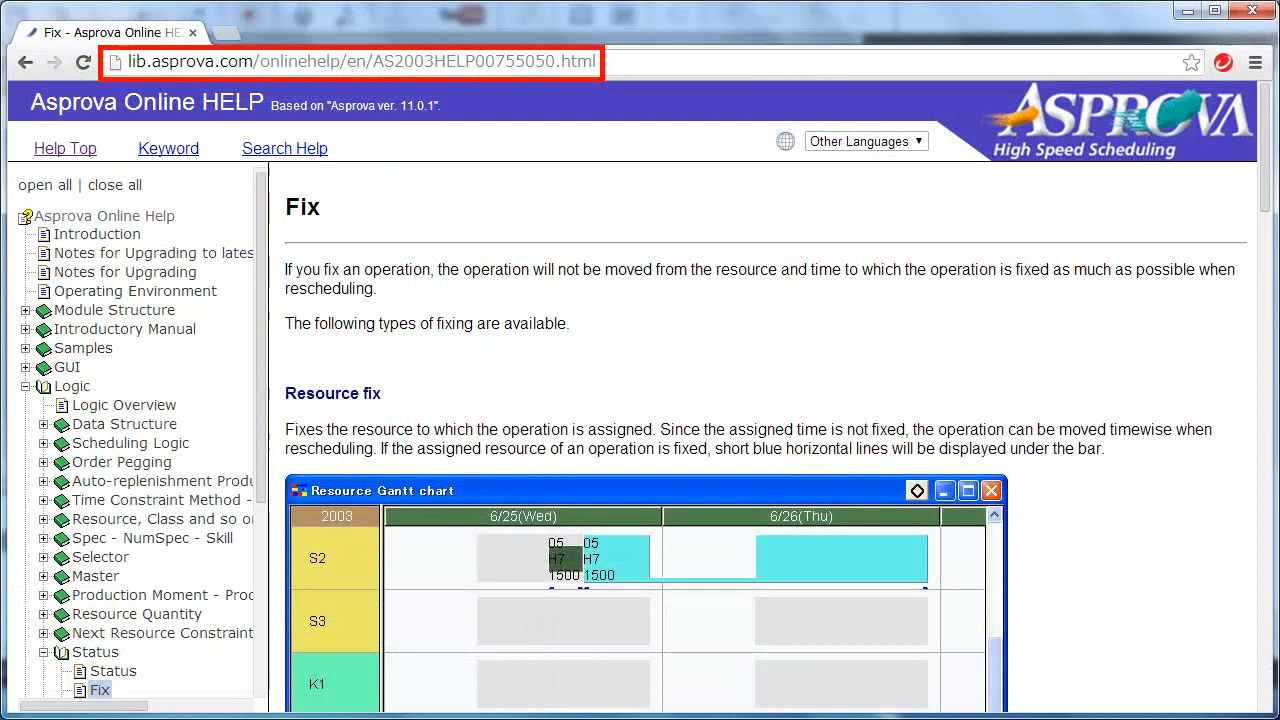 Fix - Asprova Online HE
lib.asprova.com/onlinehelp/en/AS2003HELP00755050.html
Asprova Online HELP Based on "Asprova ver. 11.0.1".
Help Top
Keyword
Search Help
Other Languages
ASPROVA
High Speed Scheduling
open all | close all
Asprova Online Help
Introduction
Notes for Upgrading to lates
Notes for Upgrading
Operating Environment
Module Structure
Introductory Manual
Samples
GUI
Logic
Logic Overview
Data Structure
Scheduling Logic
Order Pegging
Auto-replenishment Produ
Time Constraint Method -
Resource, Class and so o
Spec - NumSpec - Skill
Selector
Master
Production Moment - Prod
Resource Quantity
Next Resource Constraint
Status
Status
Fix
Fix
If you fix an operation, the operation will not be moved from the resource and time to which the operation is fixed as much as possible when
rescheduling.
The following types of fixing are available.
Resource fix
Fixes the resource to which the operation is assigned. Since the assigned time is not fixed, the operation can be moved timewise when
rescheduling. If the assigned resource of an operation is fixed, short blue horizontal lines will be displayed under the bar.
Resource Gantt chart
2003 6/25(Wed) 6/26(Thu)
S2
05 05
H7 H7
1500 1500
S3
K1